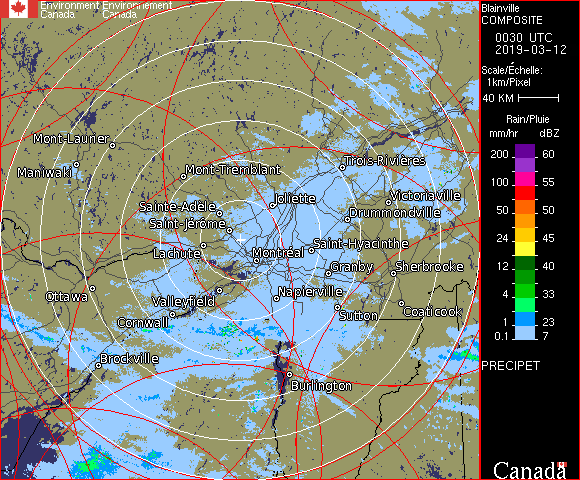 Environment Environnement
Canada Canada
Blainville
COMPOSITE
0030 UTC
2019-03-12
Scale/Échelle:
1km/Pixel
40 KM
Rain/Pluie
mm/hr dBZ
200 60
100 55
50 50
24 45
12 40
4 33
1 23
0.1 7
PRECIPET
Canada
Mont-Laurier
Maniwaki
Mont-Tremblant
Trois-Rivières
Sainte-Adèle
Joliette
Victoriaville
Saint-Jérôme
Drummondville
Lachute
Montréal
Saint-Hyacinthe
Granby
Sherbrooke
Ottawa
Valleyfield
Napierville
Cornwall
Sutton
Coaticook
Brockville
Burlington